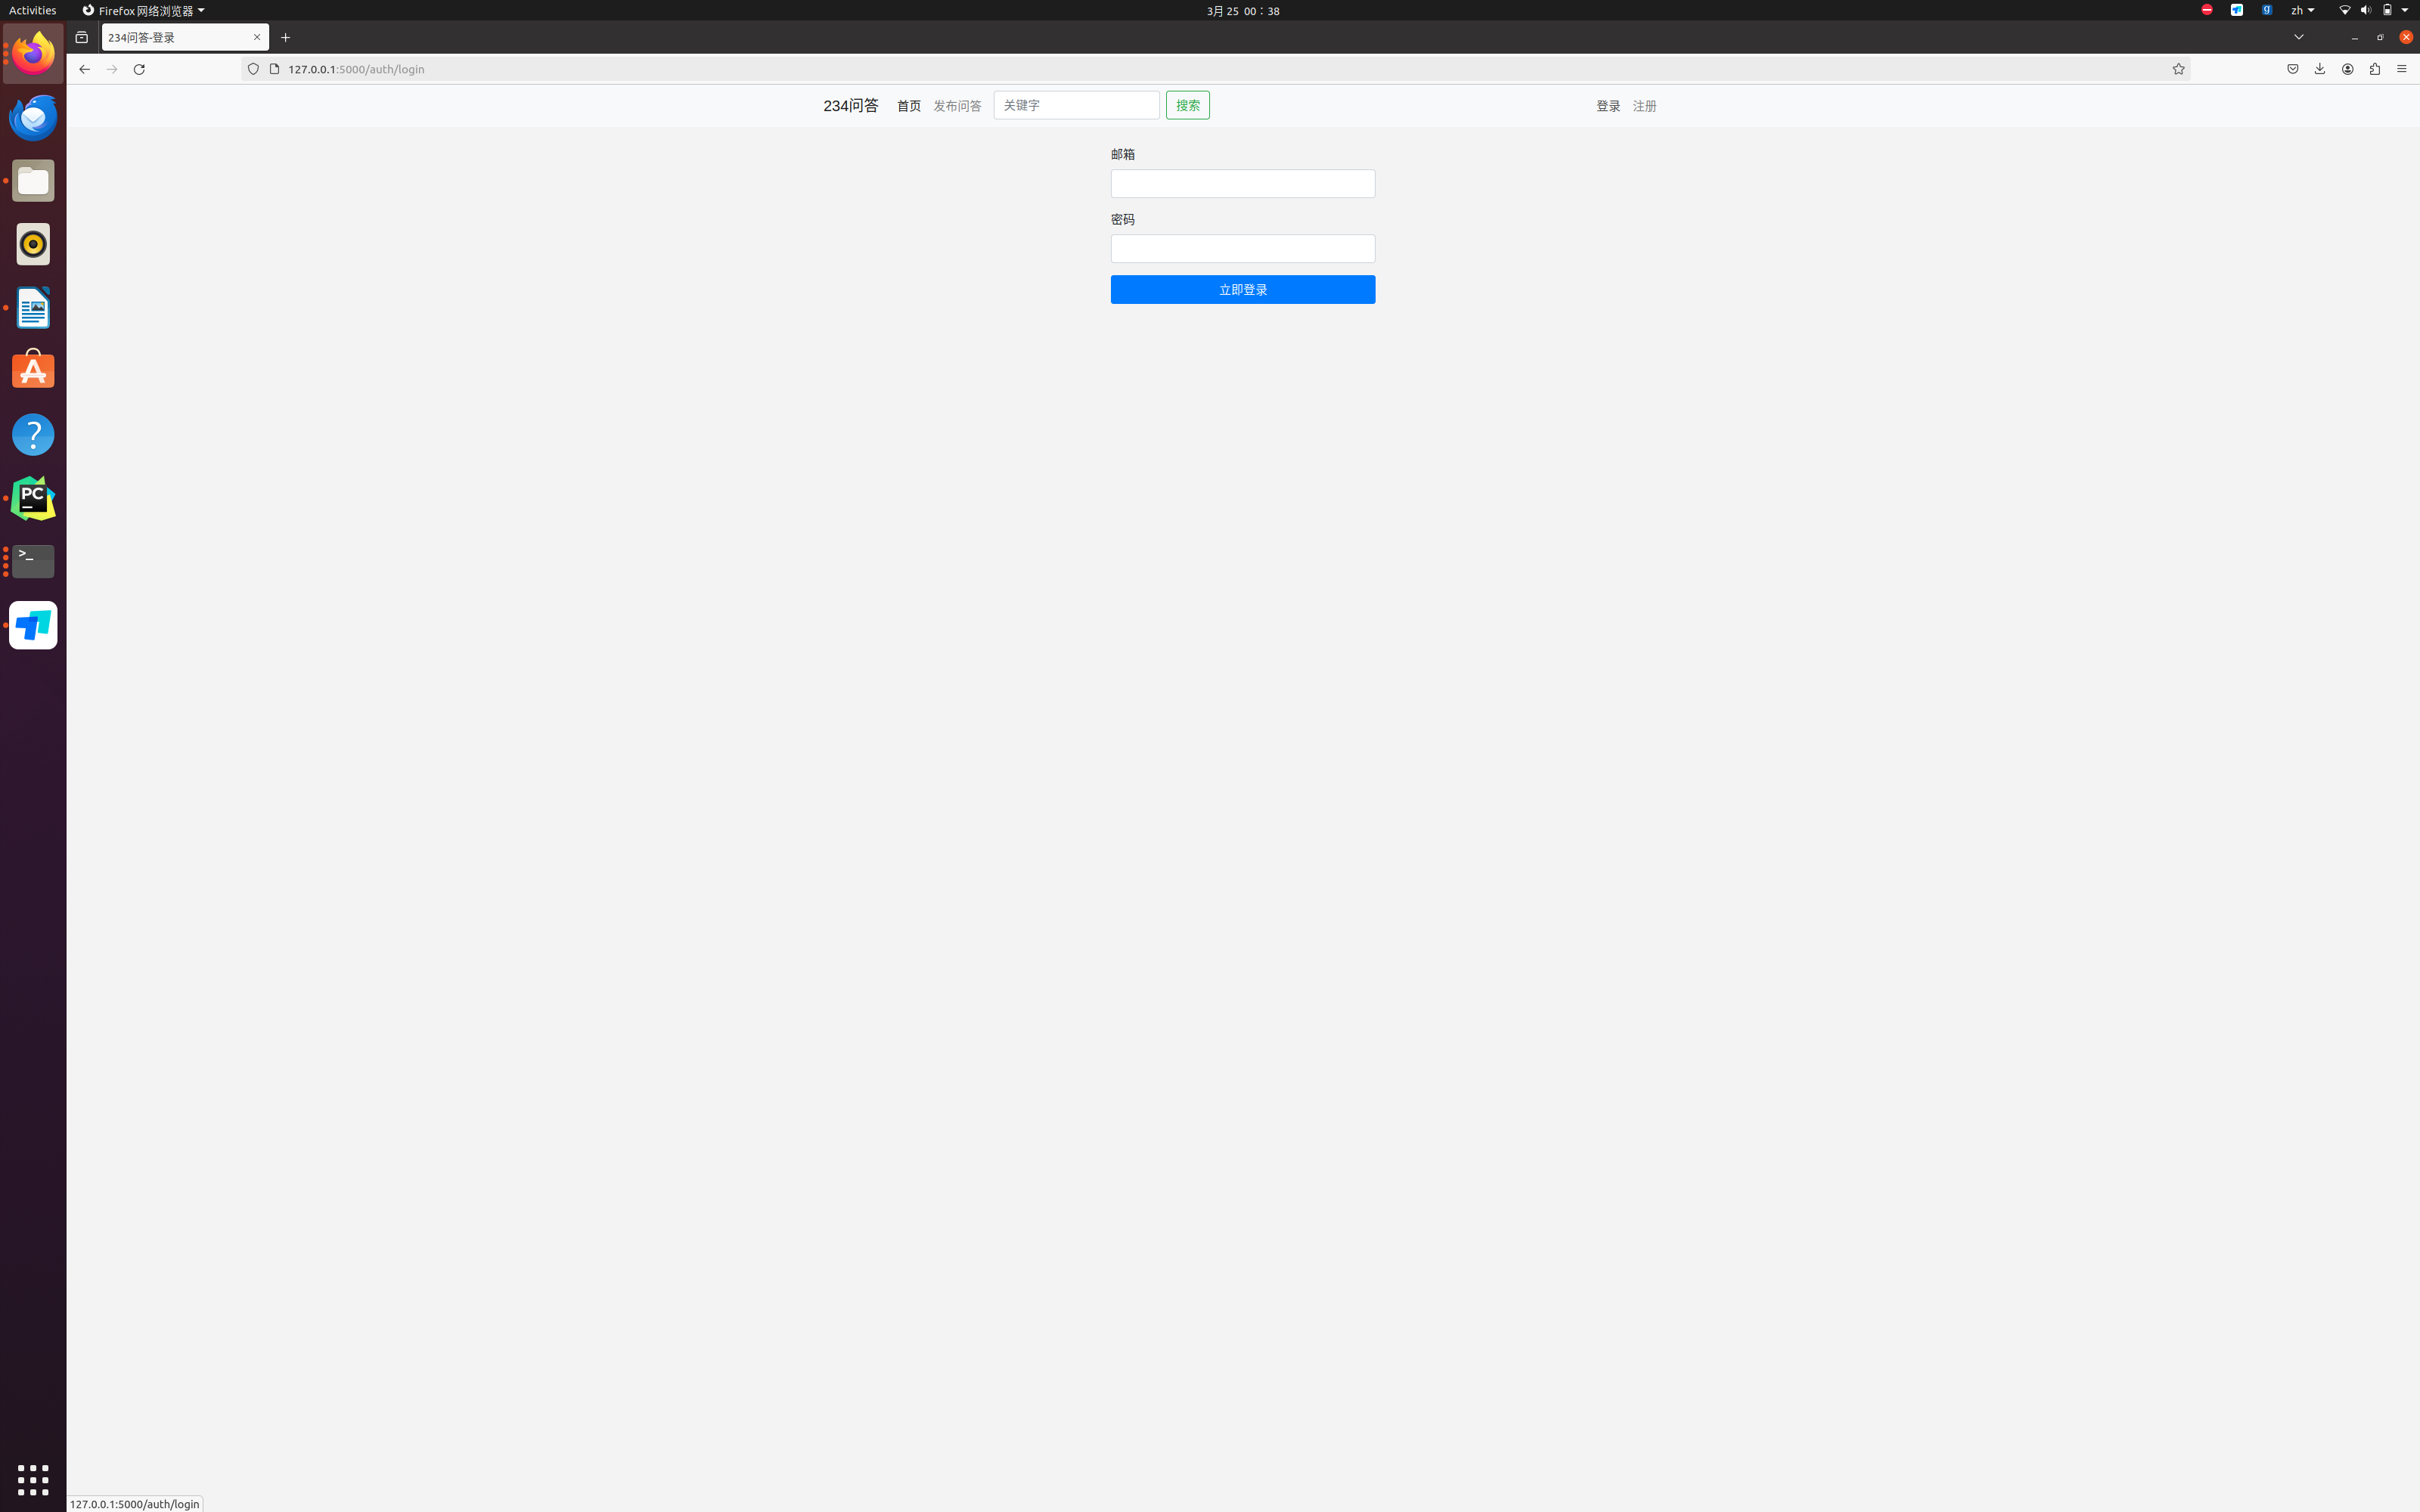 Activities
Firefox 网络浏览器
3月 25 00：38
zh
234问答-登录
127.0.0.1:5000/auth/login
234问答
首页
发布问答
关键字
搜索
登录
注册
邮箱
密码
立即登录
PC
>_
127.0.0.1:5000/auth/login